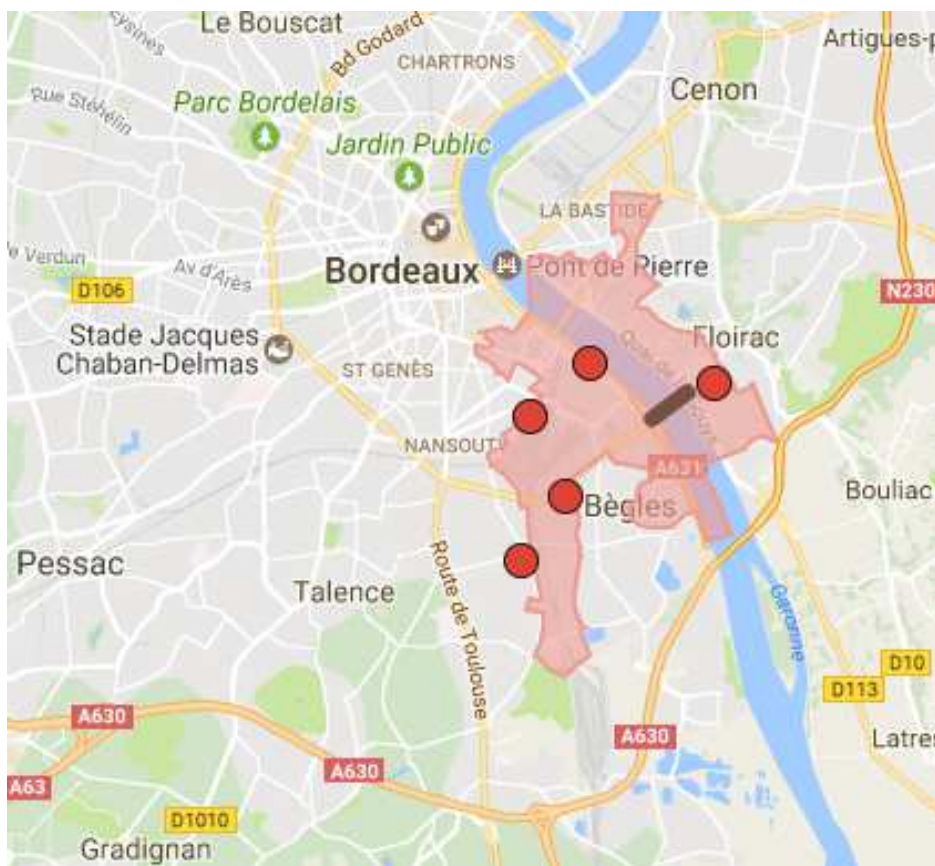 Le Bouscat
Bd Godard
CHARTRONS
Artigues-p
Cenon
Rue Stéhélin
Parc Bordelais
Jardin Public
LA BASTIDE
e Verdun
Av d'Arès
Bordeaux
Pont de Pierre
D106
N230
Stade Jacques
Chaban-Delmas
ST GENÈS
Floirac
NANSOUTY
A631
Bègles
Bouliac
Pessac
Talence
Route de Toulouse
Garonne
D10
D113
A630
A630
A630
Latres
A63
D1010
Gradignan